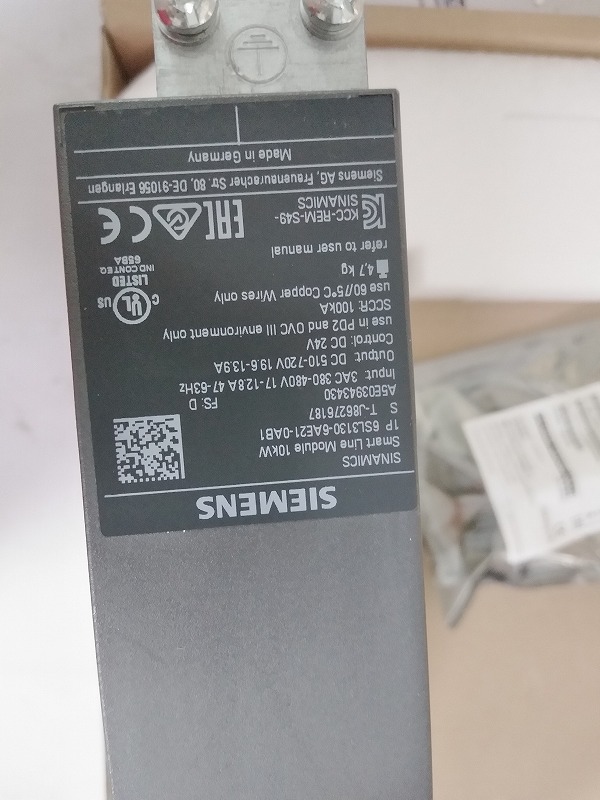 SIEMENS
SINAMICS
Smart Line Module 10kW
1P 6SL3130-6AE21-0AB1
S T-J86276187
A5E03943430
FS: D
Input: 3AC 380-480V 17-12.8A 47-63Hz
Output: DC 510-720V 19.6-13.9A
Control: DC 24V
use in PD2 and OVC III environment only
SCCR: 100kA
use 60/75°C Copper Wires only
4,7 kg
refer to user manual
C UL US
LISTED
IND CONT EQ
65BA
KCC-REM-S49-
SINAMICS
EAC
CE
Siemens AG, Frauenauracher Str. 80, DE-91056 Erlangen
Made in Germany